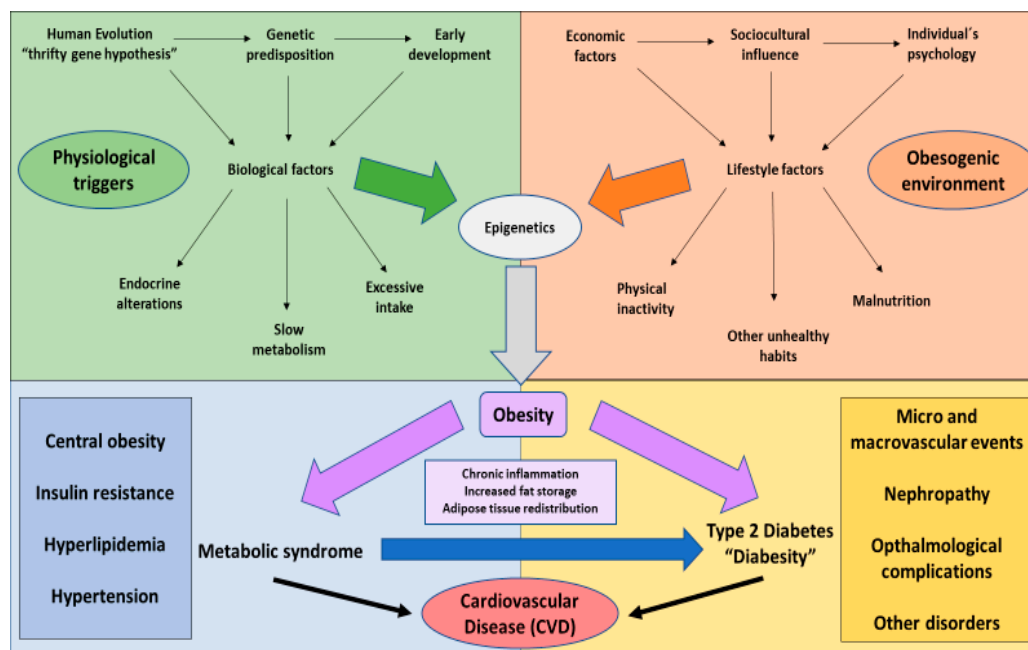 Human Evolution
"thrifty gene hypothesis"
Genetic
predisposition
Early
development
Physiological
triggers
Biological factors
Endocrine
alterations
Slow
metabolism
Excessive
intake
Economic
factors
Sociocultural
influence
Individual´s
psychology
Lifestyle factors
Obesogenic
environment
Physical
inactivity
Other unhealthy
habits
Malnutrition
Epigenetics
Obesity
Chronic inflammation
Increased fat storage
Adipose tissue redistribution
Central obesity
Insulin resistance
Hyperlipidemia
Hypertension
Metabolic syndrome
Type 2 Diabetes
"Diabesity"
Cardiovascular
Disease (CVD)
Micro and
macrovascular events
Nephropathy
Opthalmological
complications
Other disorders